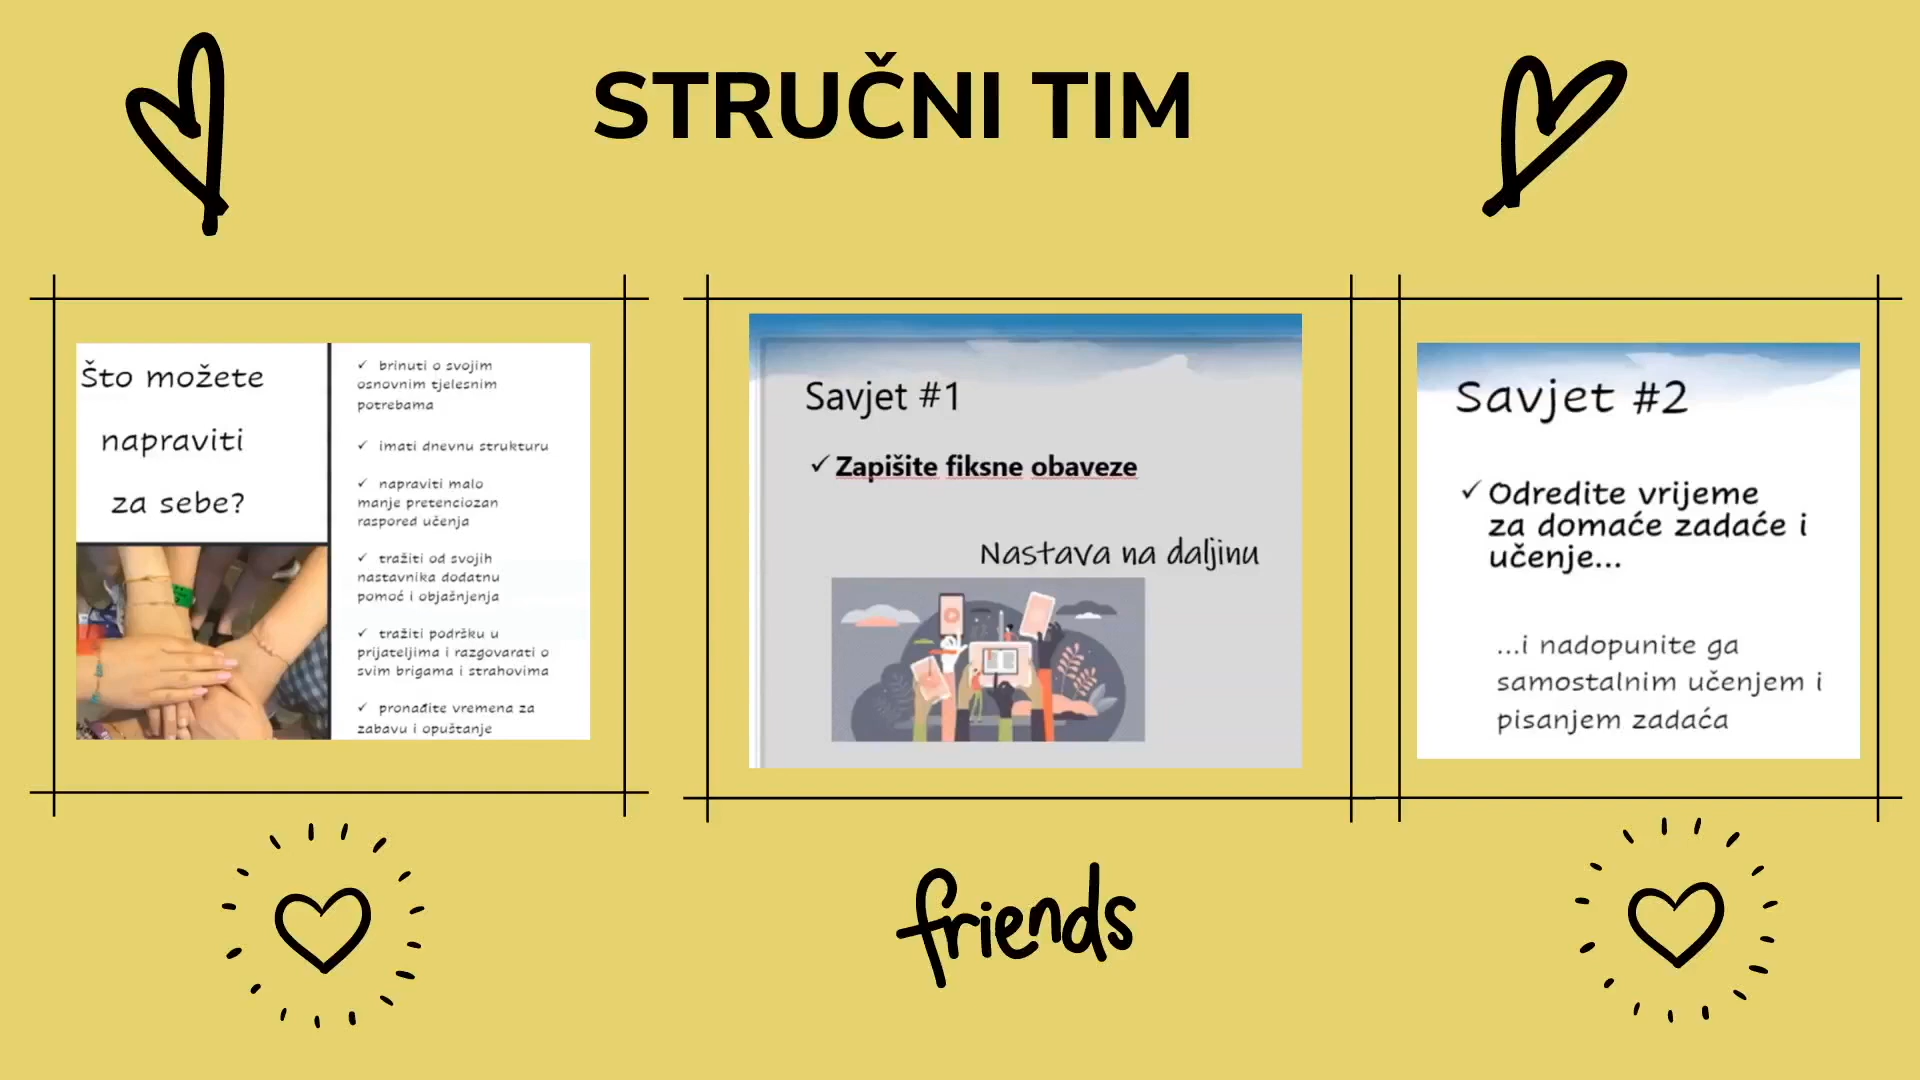 STRUČNI TIM
Što možete
napraviti
za sebe?
✓ brinuti o svojim
osnovnim tjelesnim
potrebama
✓ imati dnevnu strukturu
✓ napraviti malo
manje pretenciozan
raspored učenja
✓ tražiti od svojih
nastavnika dodatnu
pomoć i objašnjenja
✓ tražiti podršku u
prijateljima i razgovarati o
svim brigama i strahovima
✓ pronađite vremena za
zabavu i opuštanje
Savjet #1
✓ Zapišite fiksne obaveze
Nastava na daljinu
Savjet #2
✓ Odredite vrijeme
za domaće zadaće i
učenje...
...i nadopunite ga
samostalnim učenjem i
pisanjem zadaća
friends